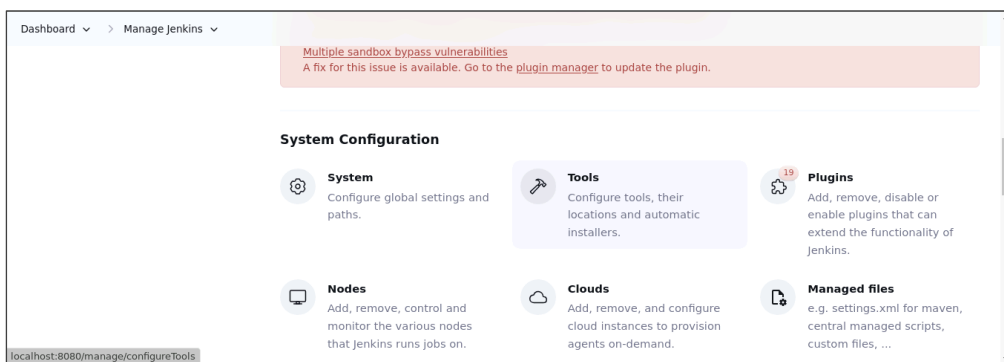 Dashboard > Manage Jenkins
Multiple sandbox bypass vulnerabilities
A fix for this issue is available. Go to the plugin manager to update the plugin.
System Configuration
System
Configure global settings and
paths.
Tools
Configure tools, their
locations and automatic
installers.
19
Plugins
Add, remove, disable or
enable plugins that can
extend the functionality of
Jenkins.
Nodes
Add, remove, control and
monitor the various nodes
that Jenkins runs jobs on.
Clouds
Add, remove, and configure
cloud instances to provision
agents on-demand.
Managed files
e.g. settings.xml for maven,
central managed scripts,
custom files, ...
localhost:8080/manage/configureTools